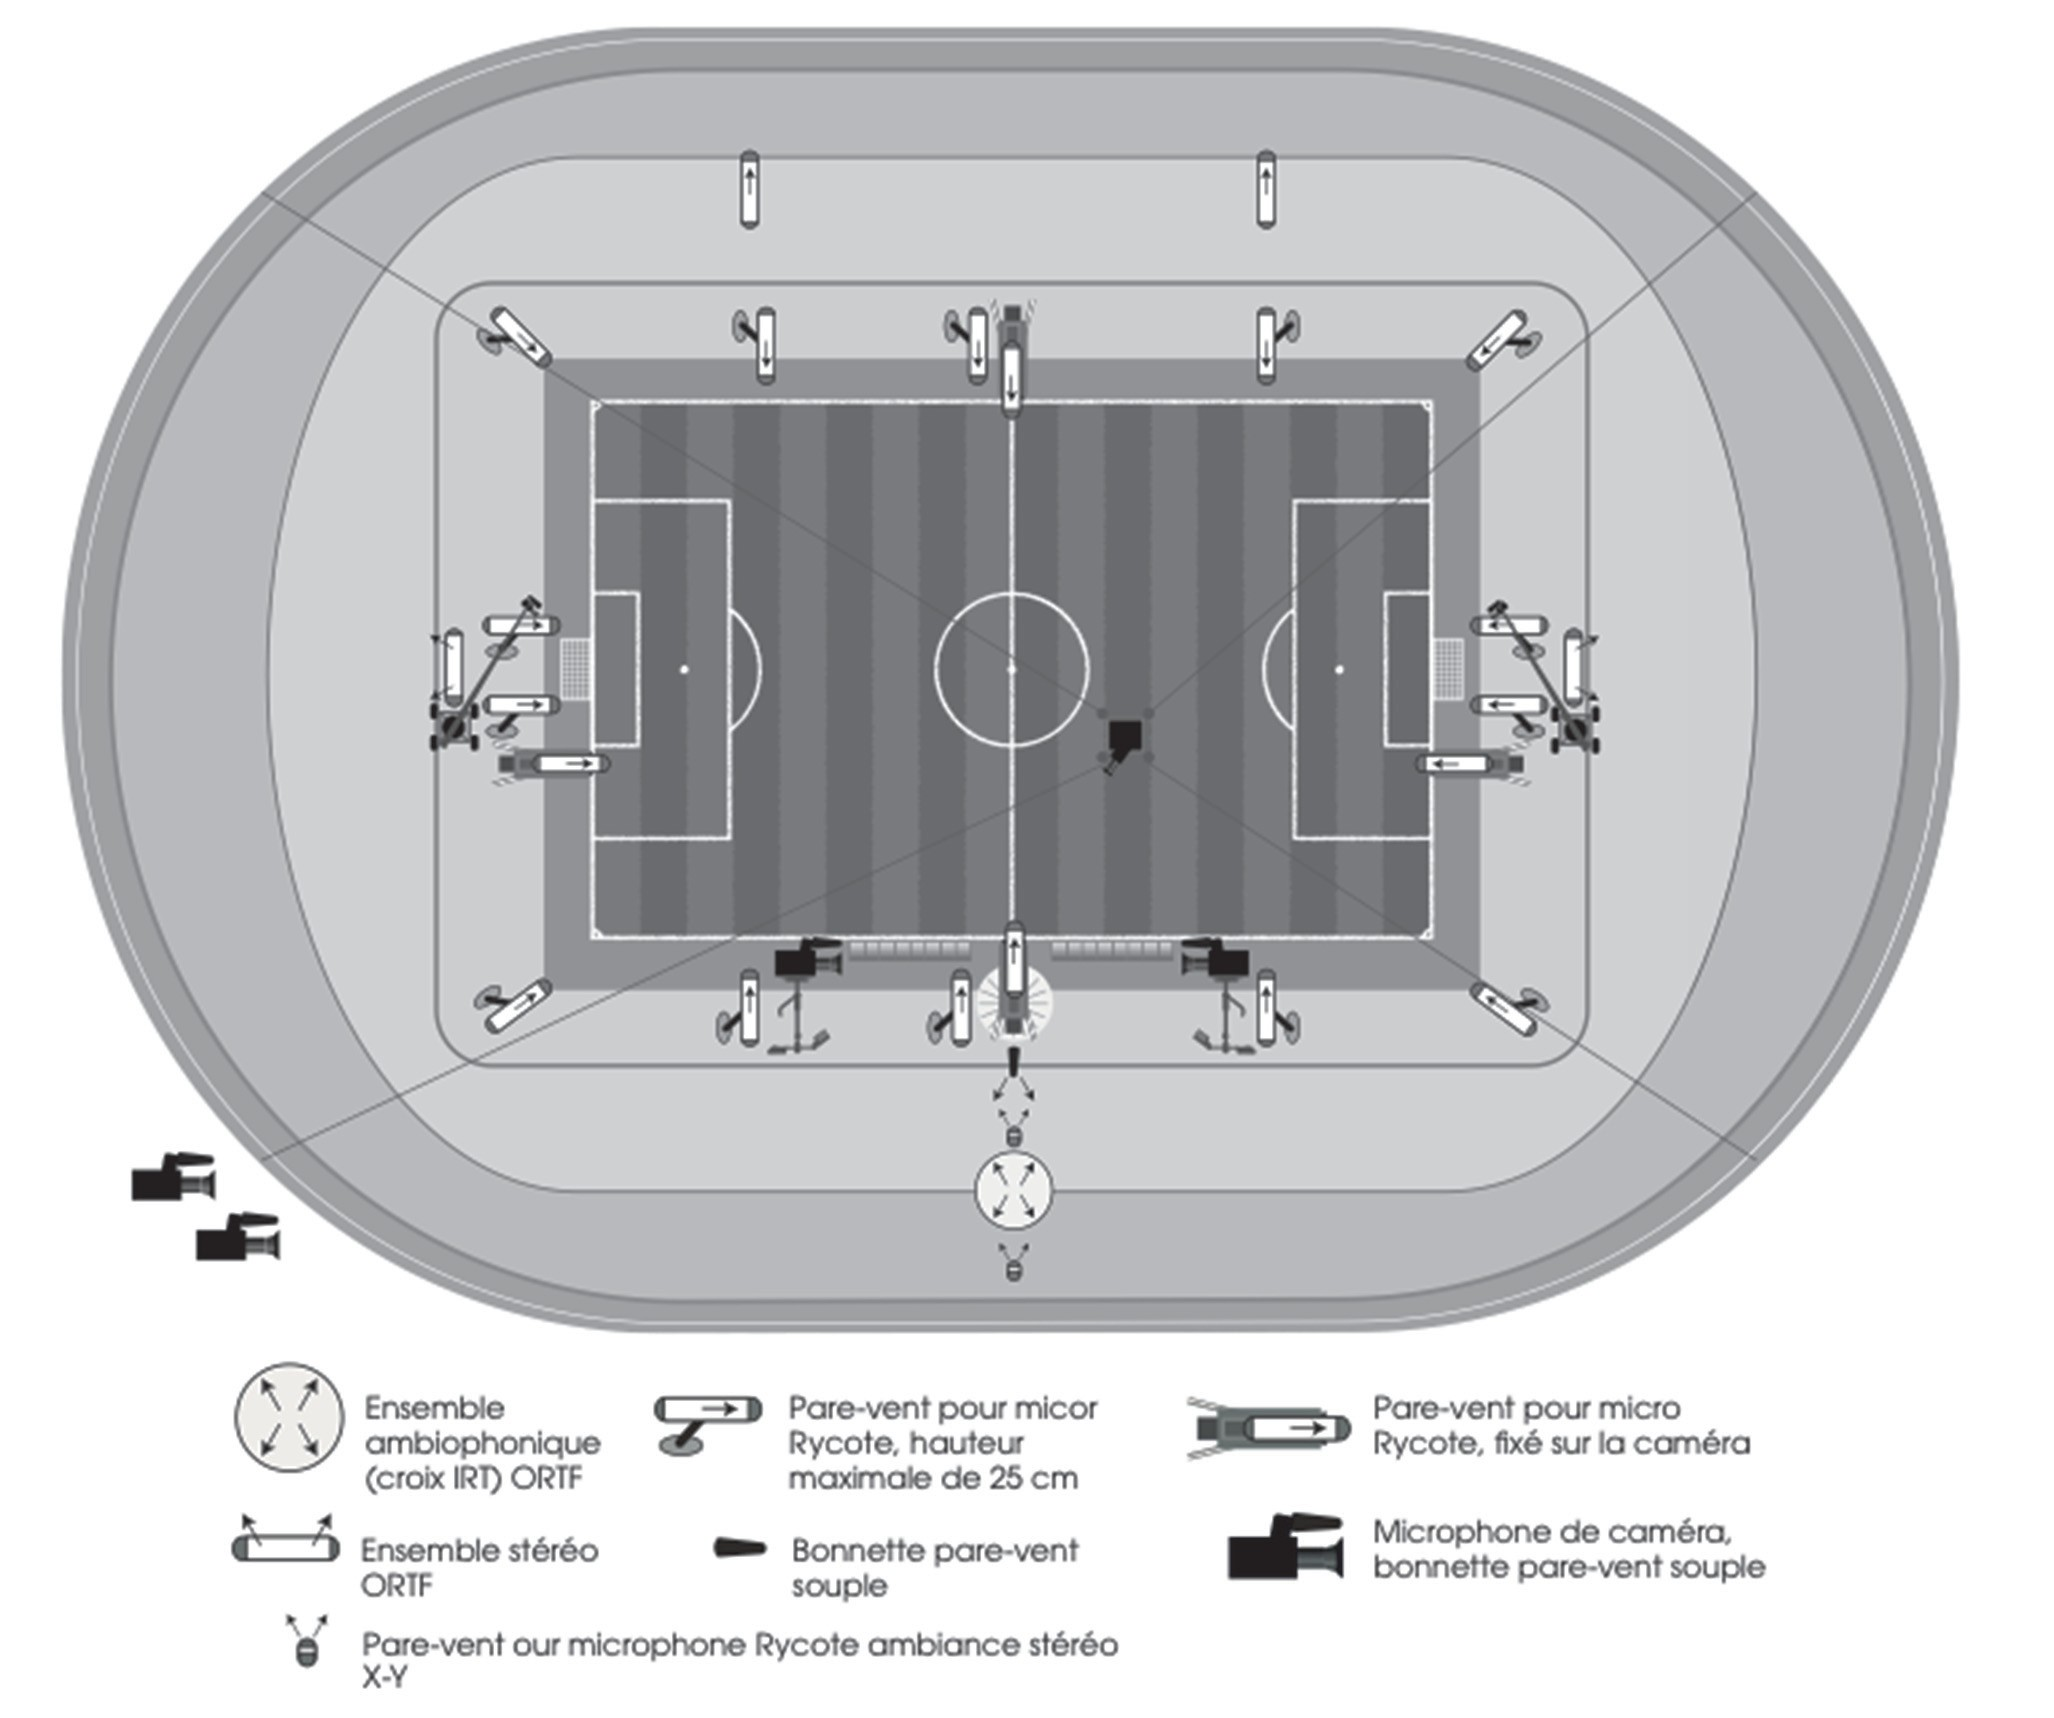 Ensemble
ambiophonique
(croix IRT) ORTF
Pare-vent pour micor
Rycote, hauteur
maximale de 25 cm
Pare-vent pour micro
Rycote, fixé sur la caméra
Ensemble stéréo
ORTF
Bonnette pare-vent
souple
Microphone de caméra,
bonnette pare-vent souple
Pare-vent our microphone Rycote ambiance stéréo
X-Y